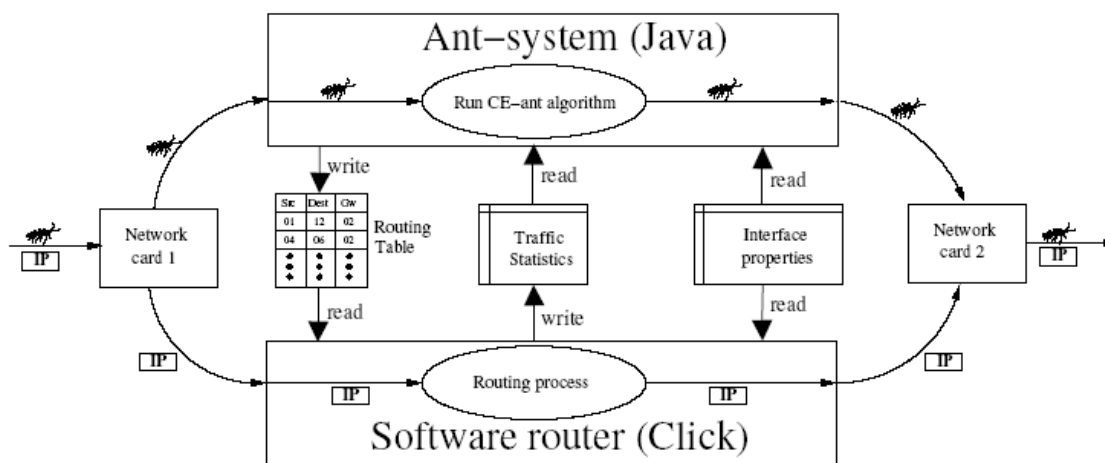 Ant-system (Java)
Run CE-ant algorithm
write
read
read
Src Dest Gw
01 12 02
04 06 02
Routing
Table
Traffic
Statistics
Interface
properties
Network
card 1
Network
card 2
IP
IP
read
write
read
IP
IP
IP
Routing process
IP
IP
Software router (Click)